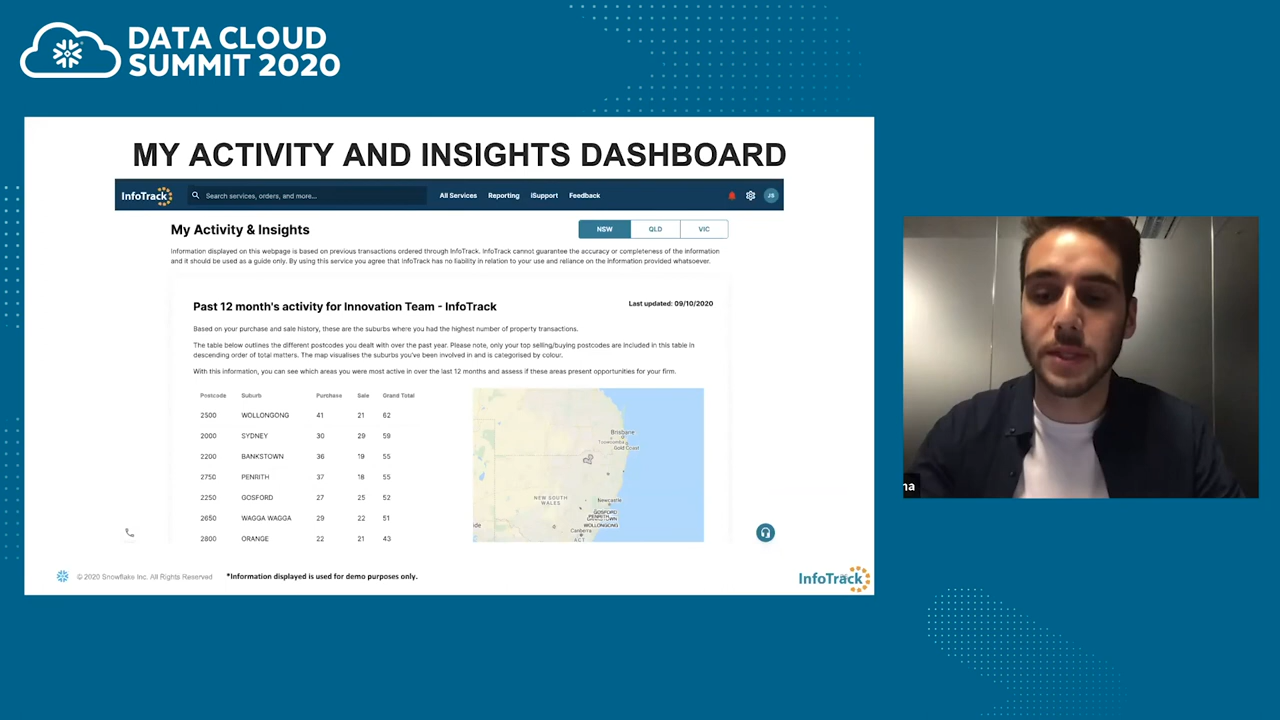 DATA CLOUD
SUMMIT 2020
MY ACTIVITY AND INSIGHTS DASHBOARD
InfoTrack
Search services, orders, and more...
All Services
Reporting
iSupport
Feedback
JS
My Activity & Insights
NSW
QLD
VIC
Information displayed on this webpage is based on previous transactions ordered through InfoTrack. InfoTrack cannot guarantee the accuracy or completeness of the information
and it should be used as a guide only. By using this service you agree that InfoTrack has no liability in relation to your use and reliance on the information provided whatsoever.
Past 12 month's activity for Innovation Team - InfoTrack
Last updated: 09/10/2020
Based on your purchase and sale history, these are the suburbs where you had the highest number of property transactions.
The table below outlines the different postcodes you dealt with over the past year. Please note, only your top selling/buying postcodes are included in this table in
descending order of total matters. The map visualises the suburbs you've been involved in and is categorised by colour.
With this information, you can see which areas you were most active in over the last 12 months and assess if these areas present opportunities for your firm.
Postcode Suburb Purchase Sale Grand Total
2500 WOLLONGONG 41 21 62
2000 SYDNEY 30 29 59
2200 BANKSTOWN 36 19 55
2750 PENRITH 37 18 55
2250 GOSFORD 27 25 52
2650 WAGGA WAGGA 29 22 51
2800 ORANGE 22 21 43
Brisbane
Toowoomba
Gold Coast
NEW SOUTH
WALES
Newcastle
GOSFORD
PENRITH
WOLLONGONG
Canberra
ACT
na
© 2020 Snowflake Inc. All Rights Reserved
*Information displayed is used for demo purposes only.
InfoTrack